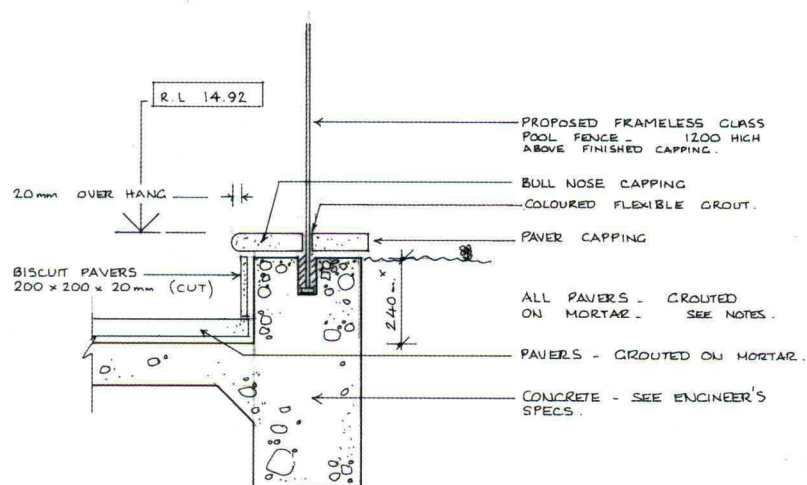 R.L 14.92
PROPOSED FRAMELESS GLASS
POOL FENCE - 1200 HIGH
ABOVE FINISHED CAPPING.
20mm OVER HANG
BULL NOSE CAPPING
COLOURED FLEXIBLE GROUT.
PAVER CAPPING
BISCUIT PAVERS
200 x 200 x 20mm (CUT)
240 x
ALL PAVERS - GROUTED
ON MORTAR - SEE NOTES.
PAVERS - GROUTED ON MORTAR.
CONCRETE - SEE ENGINEER'S
SPECS.